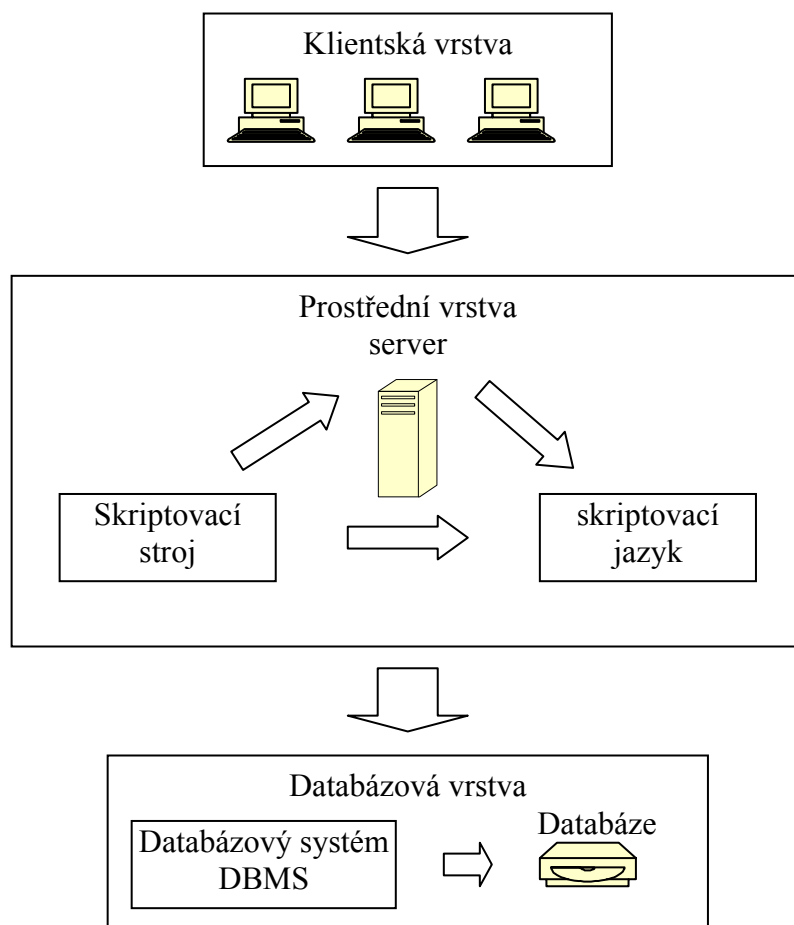 Klientská vrstva
Prostřední vrstva
server
Skriptovací
stroj
skriptovací
jazyk
Databázová vrstva
Databázový systém
DBMS
Databáze